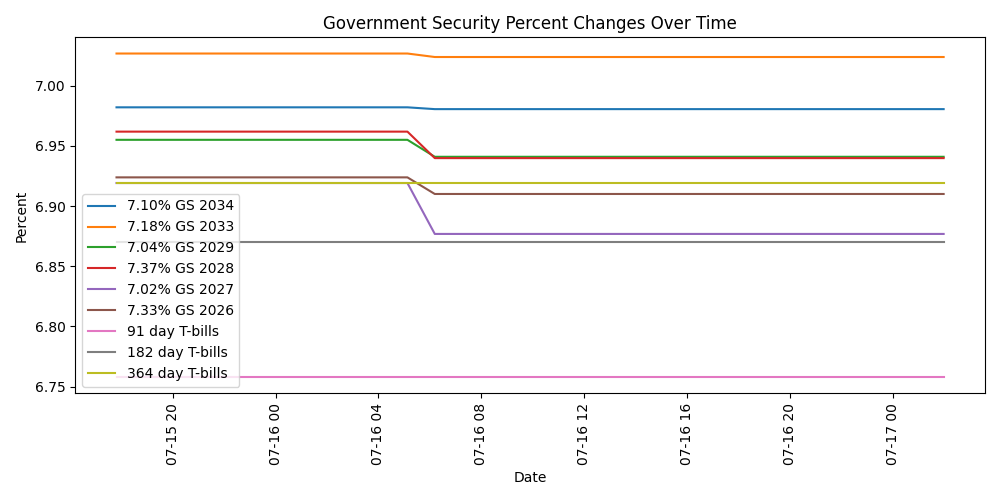 Government Security Percent Changes Over Time
Percent
7.00
6.95
6.90
6.85
6.80
6.75
7.10% GS 2034
7.18% GS 2033
7.04% GS 2029
7.37% GS 2028
7.02% GS 2027
7.33% GS 2026
91 day T-bills
182 day T-bills
364 day T-bills
07-15 20
07-16 00
07-16 04
07-16 08
07-16 12
07-16 16
07-16 20
07-17 00
Date